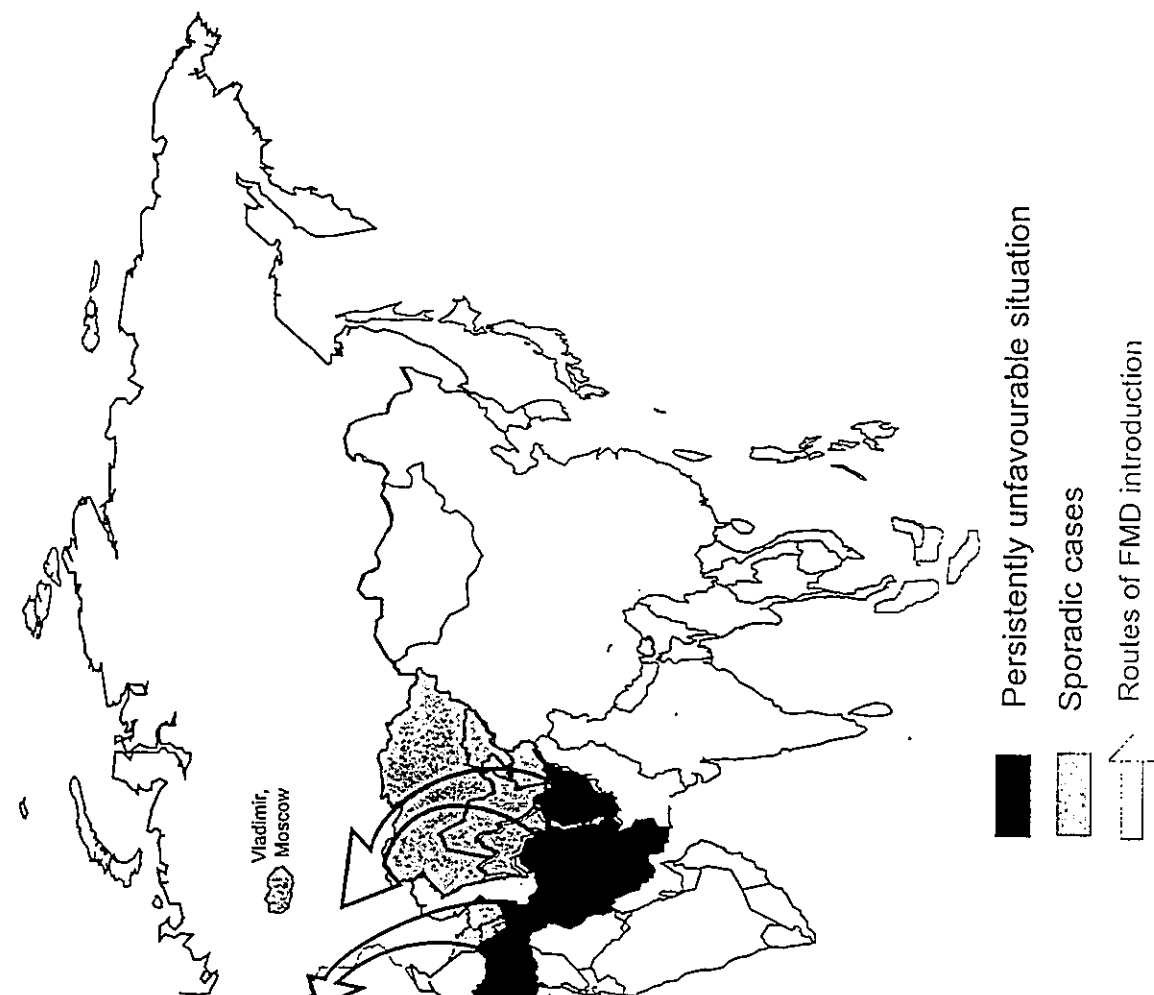 Vladimir,
Moscow
Persistently unfavourable situation
Sporadic cases
Routes of FMD introduction